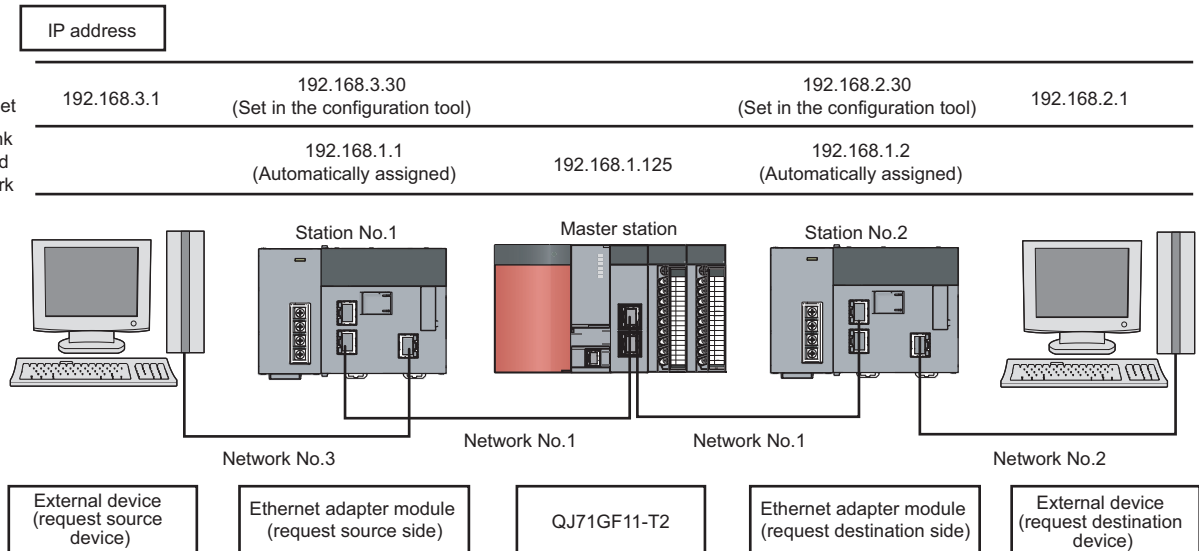 IP address
192.168.3.1
192.168.3.30
(Set in the configuration tool)
192.168.2.30
(Set in the configuration tool)
192.168.2.1
192.168.1.1
(Automatically assigned)
192.168.1.125
192.168.1.2
(Automatically assigned)
Station No.1
Master station
Station No.2
Network No.1
Network No.1
Network No.3
Network No.2
External device
(request source
device)
Ethernet adapter module
(request source side)
QJ71GF11-T2
Ethernet adapter module
(request destination side)
External device
(request destination
device)